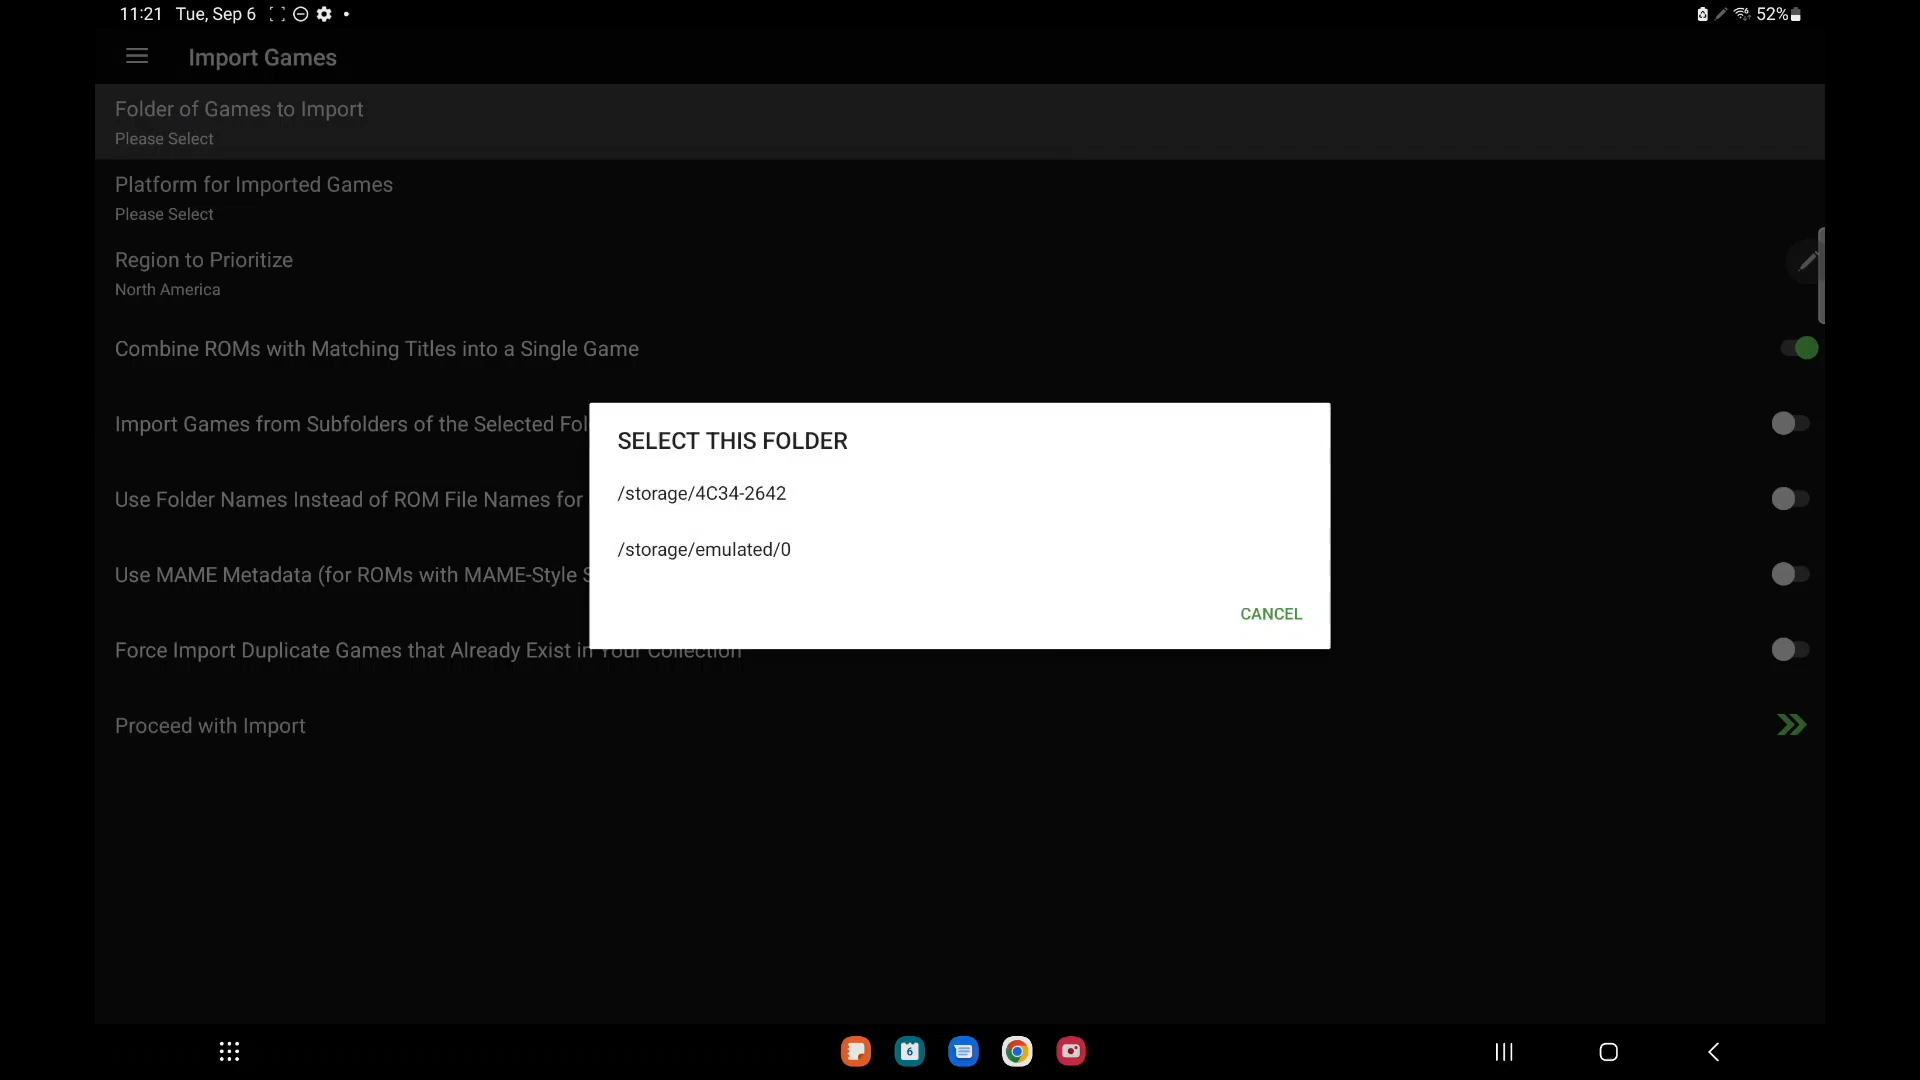 11:21 Tue, Sep 6
52%
Import Games
Folder of Games to Import
Please Select
Platform for Imported Games
Please Select
Region to Prioritize
North America
Combine ROMs with Matching Titles into a Single Game
Import Games from Subfolders of the Selected Fol
Use Folder Names Instead of ROM File Names for
Use MAME Metadata (for ROMs with MAME-Style S
Force Import Duplicate Games that Already Exist in Your Collection
Proceed with Import
SELECT THIS FOLDER
/storage/4C34-2642
/storage/emulated/0
CANCEL
6